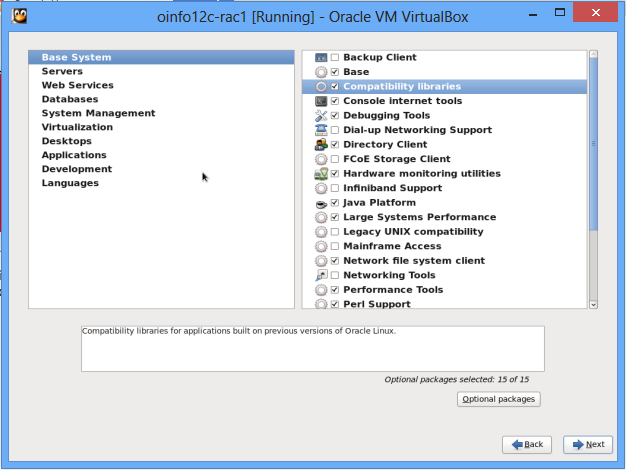 oinfo12c-rac1 [Running] - Oracle VM VirtualBox
Base System
Servers
Web Services
Databases
System Management
Virtualization
Desktops
Applications
Development
Languages
Backup Client
Base
Compatibility libraries
Console internet tools
Debugging Tools
Dial-up Networking Support
Directory Client
FCoE Storage Client
Hardware monitoring utilities
Infiniband Support
Java Platform
Large Systems Performance
Legacy UNIX compatibility
Mainframe Access
Network file system client
Networking Tools
Performance Tools
Perl Support
Compatibility libraries for applications built on previous versions of Oracle Linux.
Optional packages selected: 15 of 15
Optional packages
Back
Next